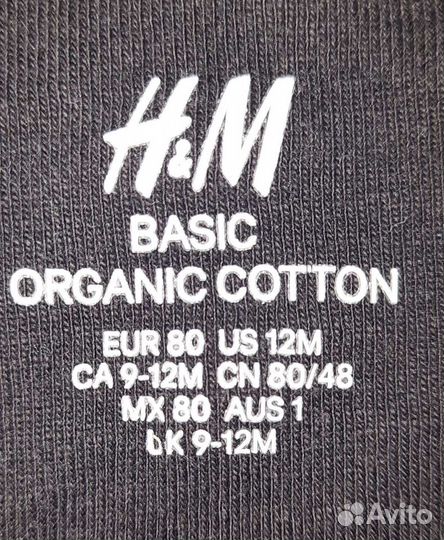 H&M
BASIC
ORGANIC COTTON
EUR 80 US 12M
CA 9-12M CN 80/48
MX 80 AUS 1
UK 9-12M
Avito